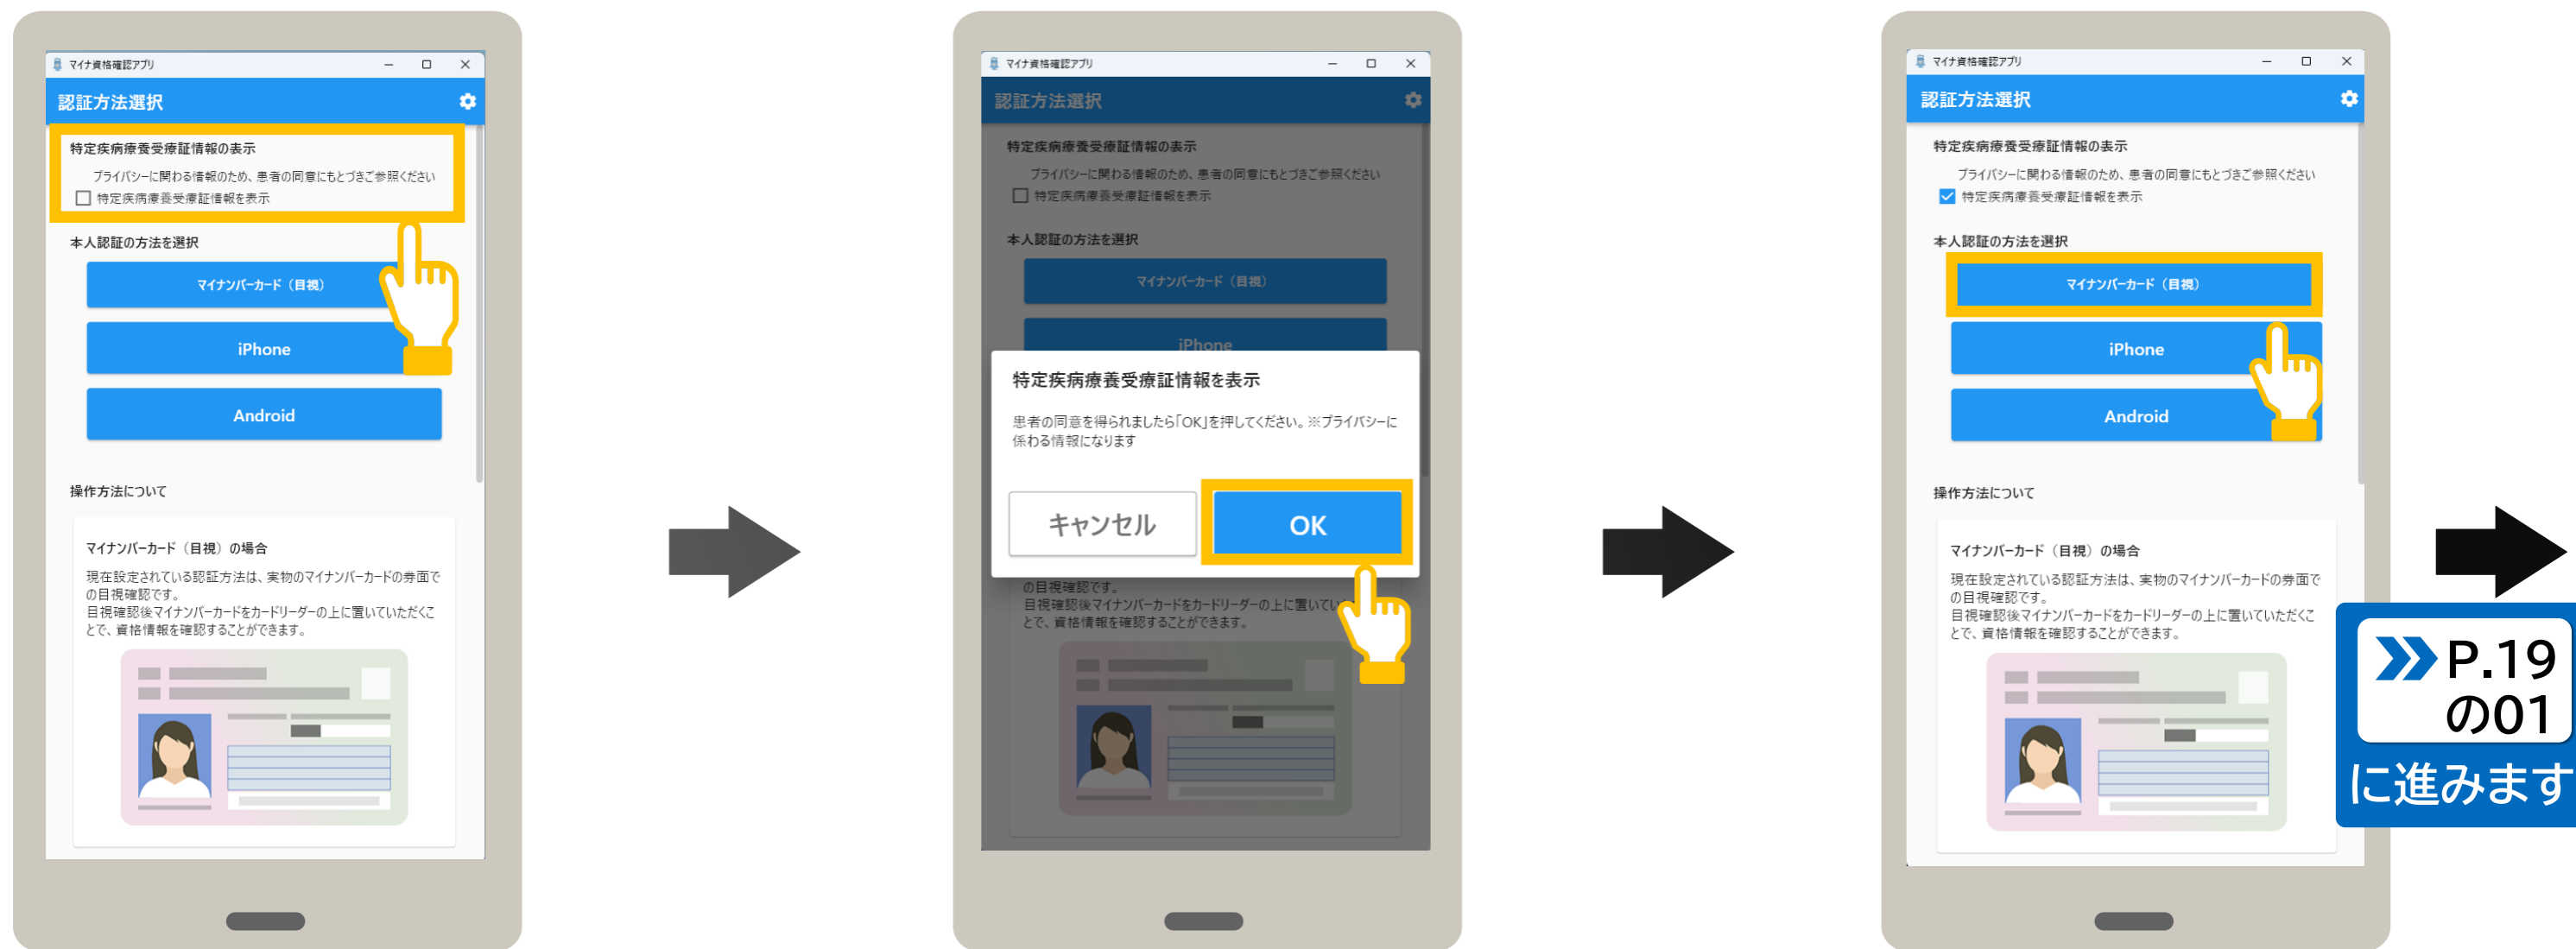 マイナ資格確認アプリ
認証方法選択
特定疾病療養受療証情報の表示
プライバシーに関わる情報のため、患者の同意にもとづきご参照ください
特定疾病療養受療証情報を表示
本人認証の方法を選択
マイナンバーカード（目視）
iPhone
Android
操作方法について
マイナンバーカード（目視）の場合
現在設定されている認証方法は、実物のマイナンバーカードの券面で
の目視確認です。
目視確認後マイナンバーカードをカードリーダーの上に置いていただくこ
とで、資格情報を確認することができます。
マイナ資格確認アプリ
認証方法選択
特定疾病療養受療証情報の表示
プライバシーに関わる情報のため、患者の同意にもとづきご参照ください
特定疾病療養受療証情報を表示
本人認証の方法を選択
マイナンバーカード（目視）
iPhone
特定疾病療養受療証情報を表示
患者の同意を得られましたら「OK」を押してください。※プライバシーに
係わる情報になります
キャンセル
OK
の目視確認です。
目視確認後マイナンバーカードをカードリーダーの上に置いてい
とで、資格情報を確認することができます。
マイナ資格確認アプリ
認証方法選択
特定疾病療養受療証情報の表示
プライバシーに関わる情報のため、患者の同意にもとづきご参照ください
特定疾病療養受療証情報を表示
本人認証の方法を選択
マイナンバーカード（目視）
iPhone
Android
操作方法について
マイナンバーカード（目視）の場合
現在設定されている認証方法は、実物のマイナンバーカードの券面で
の目視確認です。
目視確認後マイナンバーカードをカードリーダーの上に置いていただくこ
とで、資格情報を確認することができます。
P.19
の01
に進みます